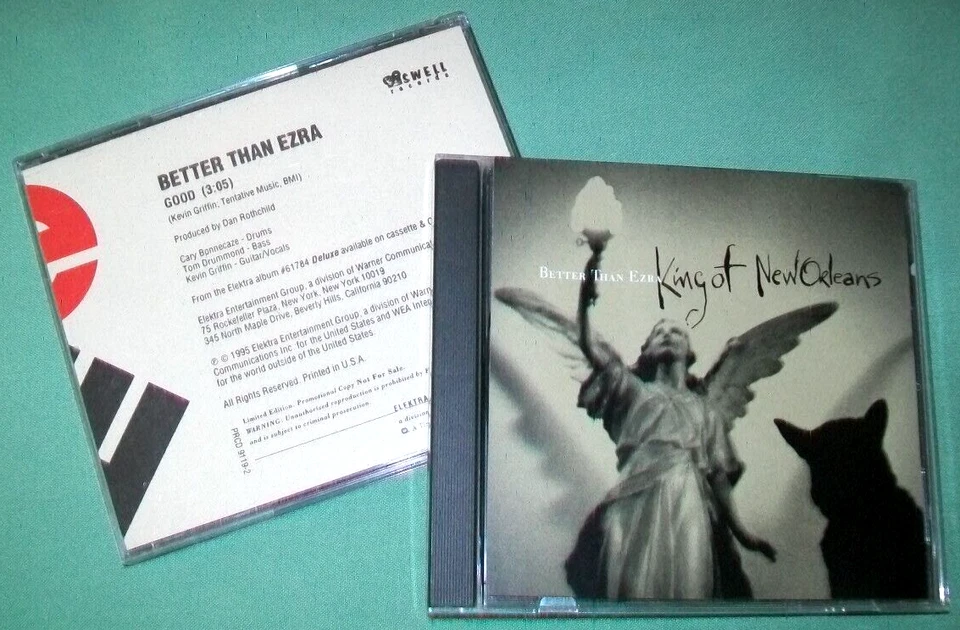 SWELL
records
BETTER THAN EZRA
GOOD (3:05)
(Kevin Griffin, Tentative Music, BMI)
Produced by Dan Rothchild
Cary Bonnecaze - Drums
Tom Drummond - Bass
Kevin Griffin - Guitar/Vocals
From the Elektra album #61784 Deluxe available on cassette & C
Elektra Entertainment Group, a division of Warner Communica
75 Rockefeller Plaza, New York, New York 10019
345 North Maple Drive, Beverly Hills, California 90210
℗ © 1995 Elektra Entertainment Group, a division of Warn
Communications Inc. for the United States and WEA Inter
for the world outside of the United States.
All Rights Reserved. Printed in U.S.A.
Limited Edition. Promotional Copy Not For Sale.
WARNING: Unauthorized reproduction is prohibited by F
and is subject to criminal prosecution.
ELEKTRA
a division
PRCD 9119-2
BETTER THAN EZRA
King of New Orleans